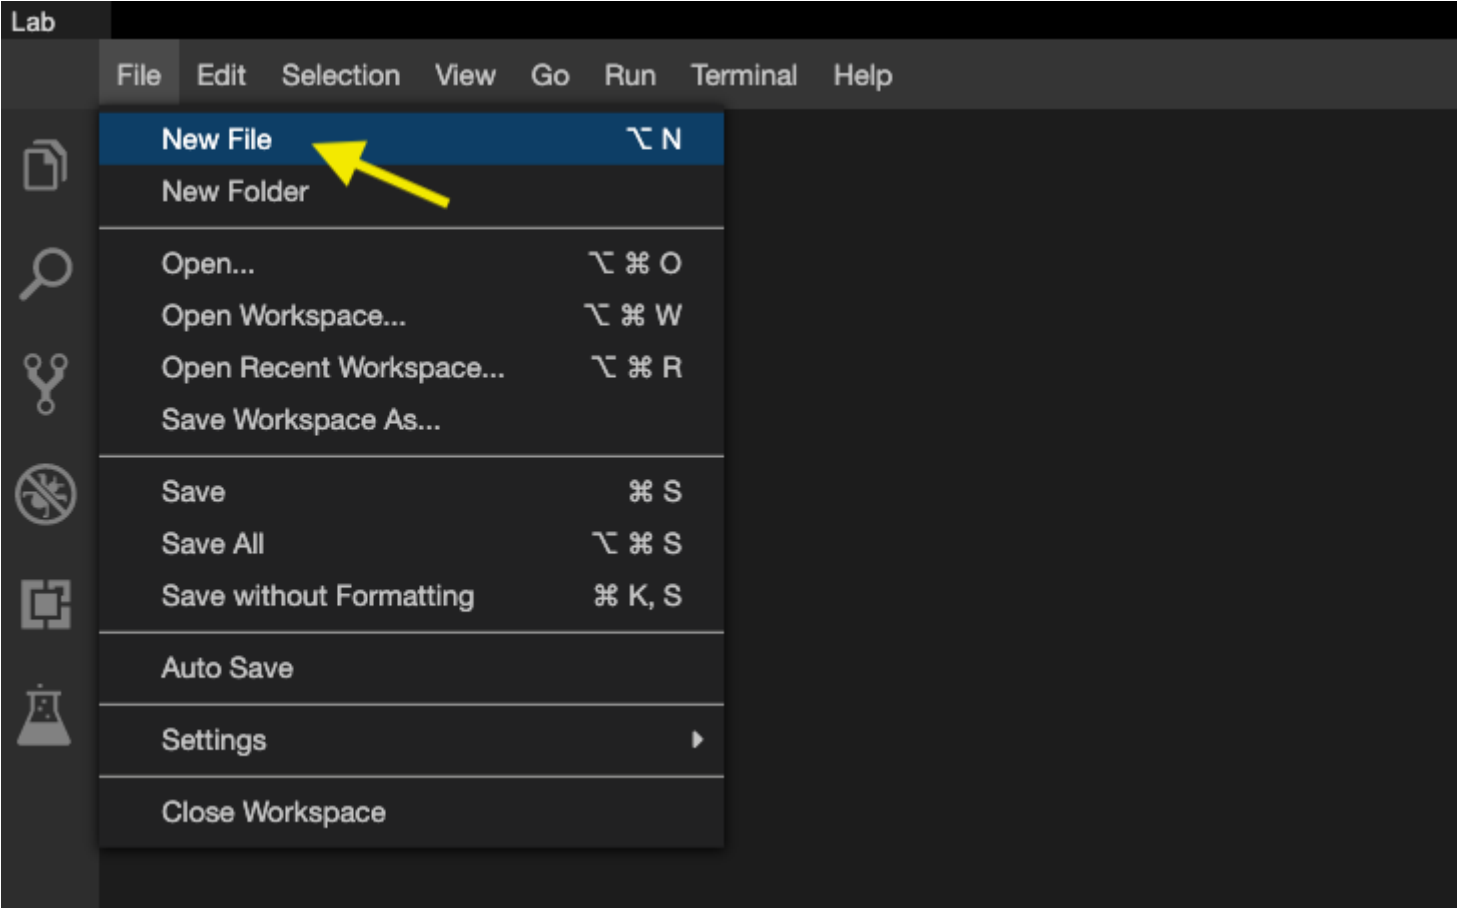 Lab
File Edit Selection View Go Run Terminal Help
New File ⌥ N
New Folder
Open... ⌥ ⌘ O
Open Workspace... ⌥ ⌘ W
Open Recent Workspace... ⌥ ⌘ R
Save Workspace As...
Save ⌘ S
Save All ⌥ ⌘ S
Save without Formatting ⌘ K, S
Auto Save
Settings
Close Workspace